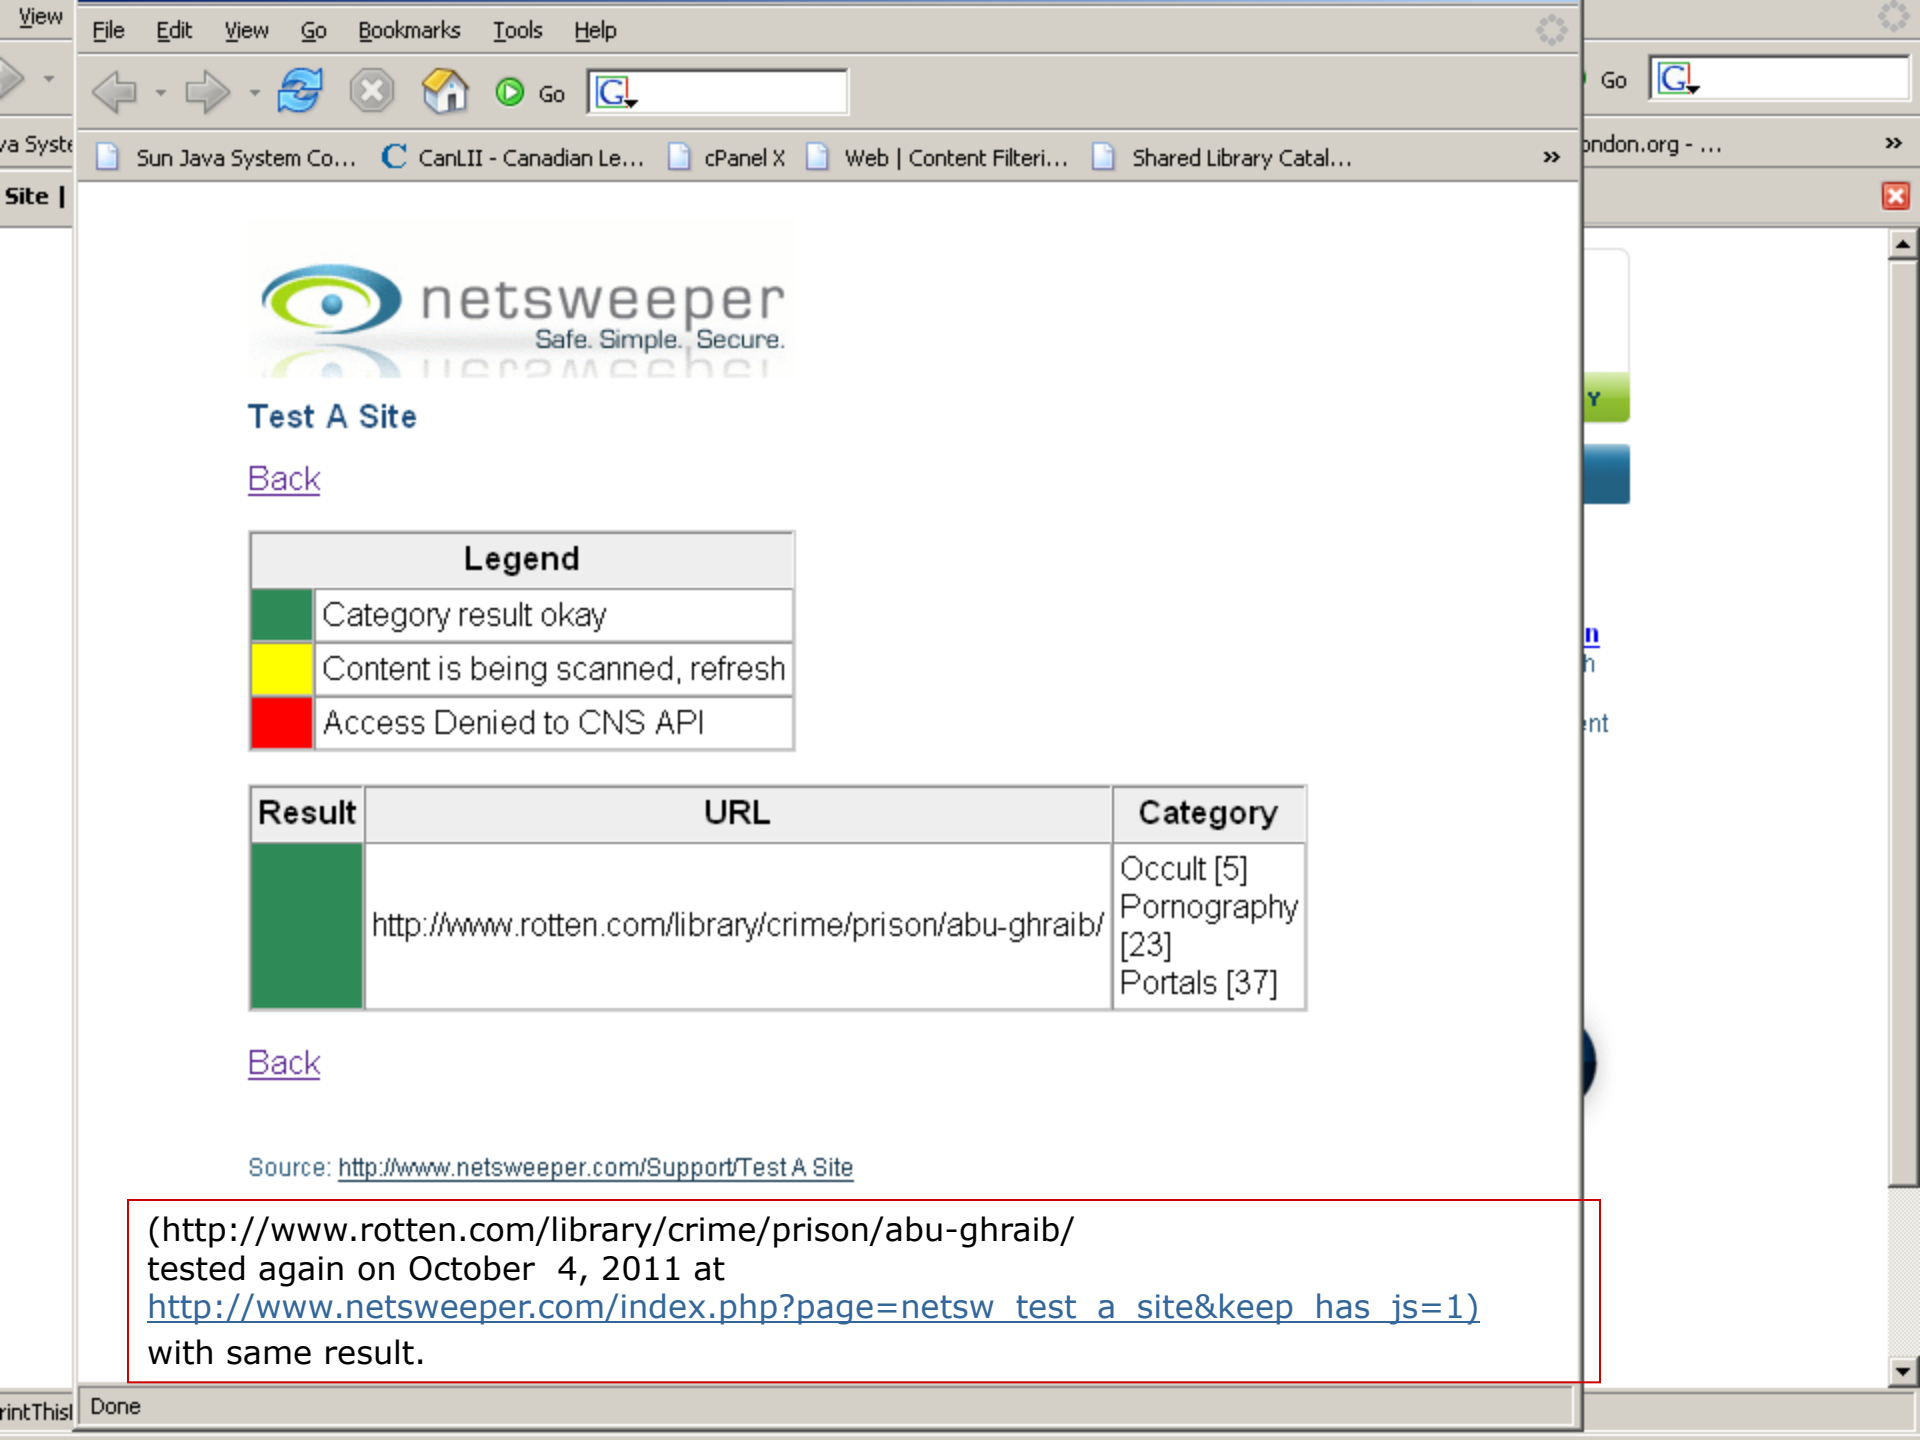 View
File Edit View Go Bookmarks Tools Help
Go
Go
Sun Java System Co... CanLII - Canadian Le... cPanel X Web | Content Filteri... Shared Library Catal... »
ondon.org - ... »
Site |
netsweeper
Safe. Simple. Secure.
Test A Site
Y
Back
Legend
Category result okay
Content is being scanned, refresh
Access Denied to CNS API
Result URL Category
http://www.rotten.com/library/crime/prison/abu-ghraib/
Occult [5]
Pornography
[23]
Portals [37]
Back
Source: http://www.netsweeper.com/Support/Test A Site
(http://www.rotten.com/library/crime/prison/abu-ghraib/
tested again on October 4, 2011 at
http://www.netsweeper.com/index.php?page=netsw_test_a_site&keep_has_js=1)
with same result.
Done